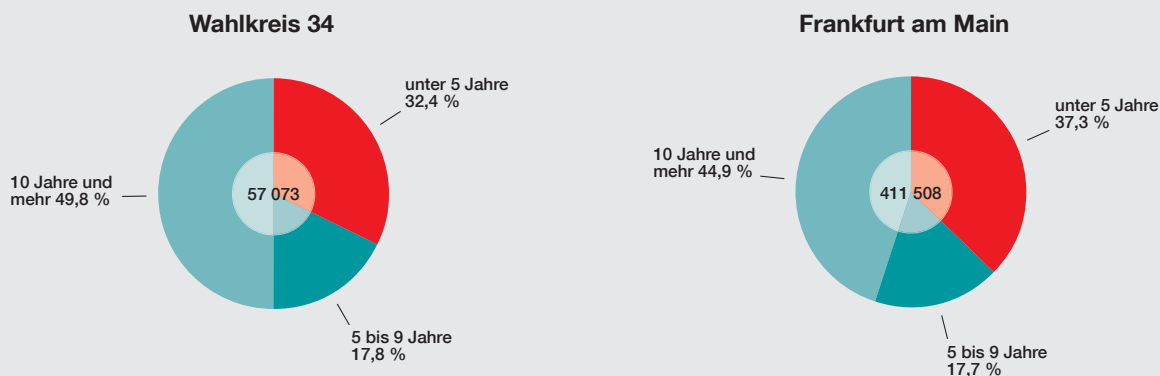 Wahlkreis 34
unter 5 Jahre
32,4 %
10 Jahre und
mehr 49,8 %
57 073
5 bis 9 Jahre
17,8 %
Frankfurt am Main
unter 5 Jahre
37,3 %
10 Jahre und
mehr 44,9 %
411 508
5 bis 9 Jahre
17,7 %